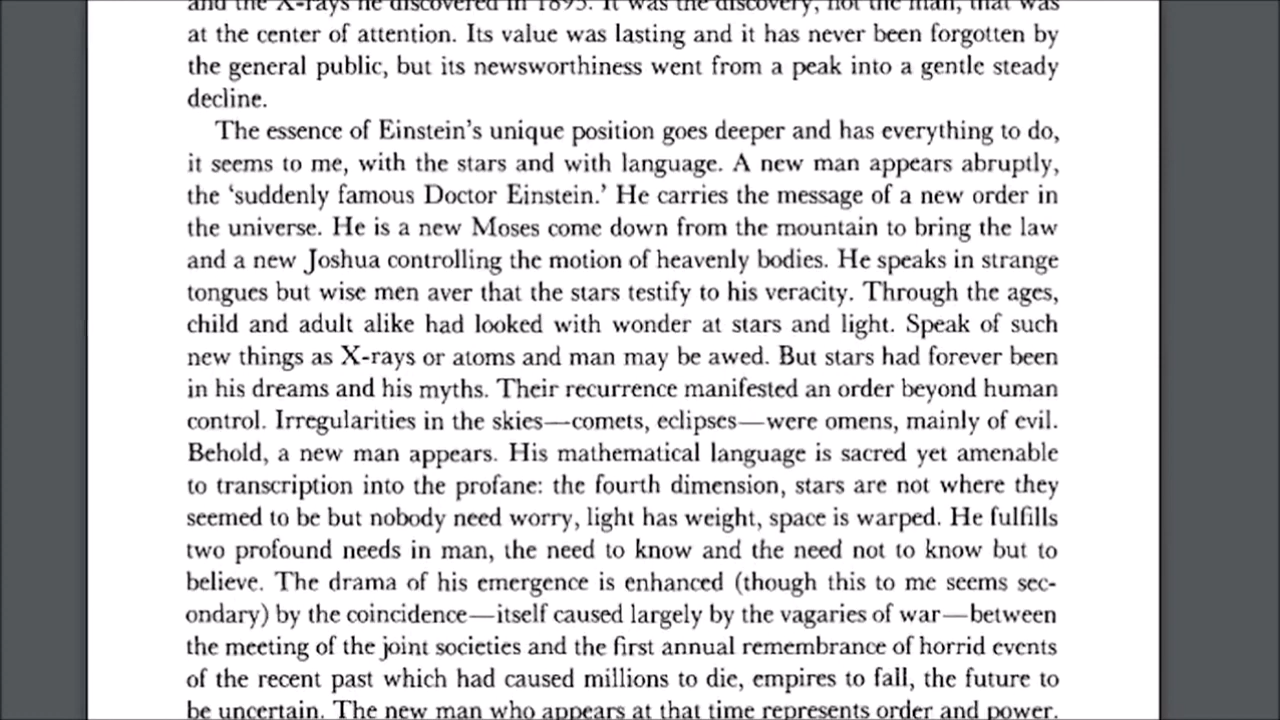 and the X-rays he discovered in 1895. It was the discovery, not the man, that was
at the center of attention. Its value was lasting and it has never been forgotten by
the general public, but its newsworthiness went from a peak into a gentle steady
decline.
The essence of Einstein's unique position goes deeper and has everything to do,
it seems to me, with the stars and with language. A new man appears abruptly,
the ‘suddenly famous Doctor Einstein.’ He carries the message of a new order in
the universe. He is a new Moses come down from the mountain to bring the law
and a new Joshua controlling the motion of heavenly bodies. He speaks in strange
tongues but wise men aver that the stars testify to his veracity. Through the ages,
child and adult alike had looked with wonder at stars and light. Speak of such
new things as X-rays or atoms and man may be awed. But stars had forever been
in his dreams and his myths. Their recurrence manifested an order beyond human
control. Irregularities in the skies—comets, eclipses—were omens, mainly of evil.
Behold, a new man appears. His mathematical language is sacred yet amenable
to transcription into the profane: the fourth dimension, stars are not where they
seemed to be but nobody need worry, light has weight, space is warped. He fulfills
two profound needs in man, the need to know and the need not to know but to
believe. The drama of his emergence is enhanced (though this to me seems sec-
ondary) by the coincidence—itself caused largely by the vagaries of war—between
the meeting of the joint societies and the first annual remembrance of horrid events
of the recent past which had caused millions to die, empires to fall, the future to
be uncertain. The new man who appears at that time represents order and power.